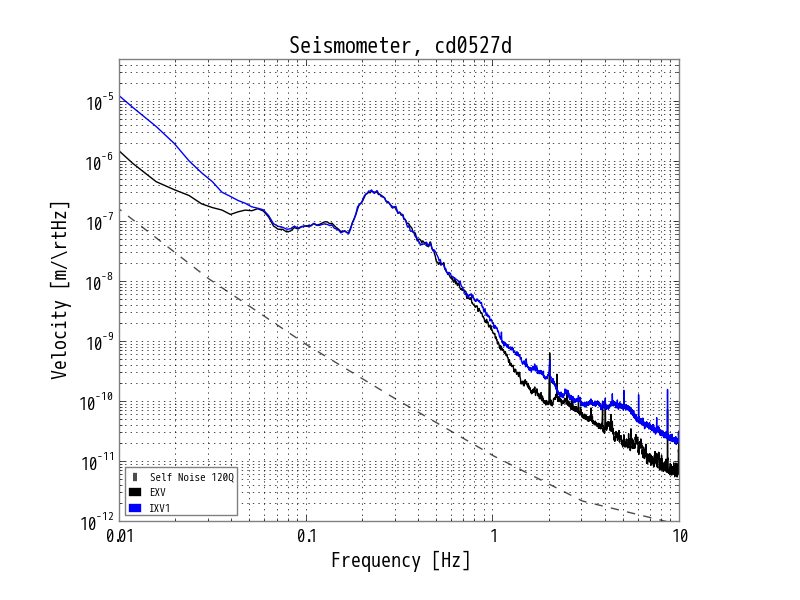 Seismometer, cd0527d
Velocity [m/\rtHz]
10^-5
10^-6
10^-7
10^-8
10^-9
10^-10
10^-11
10^-12
Self Noise 120Q
EXV
IXV1
0.01 0.1 1 10
Frequency [Hz]